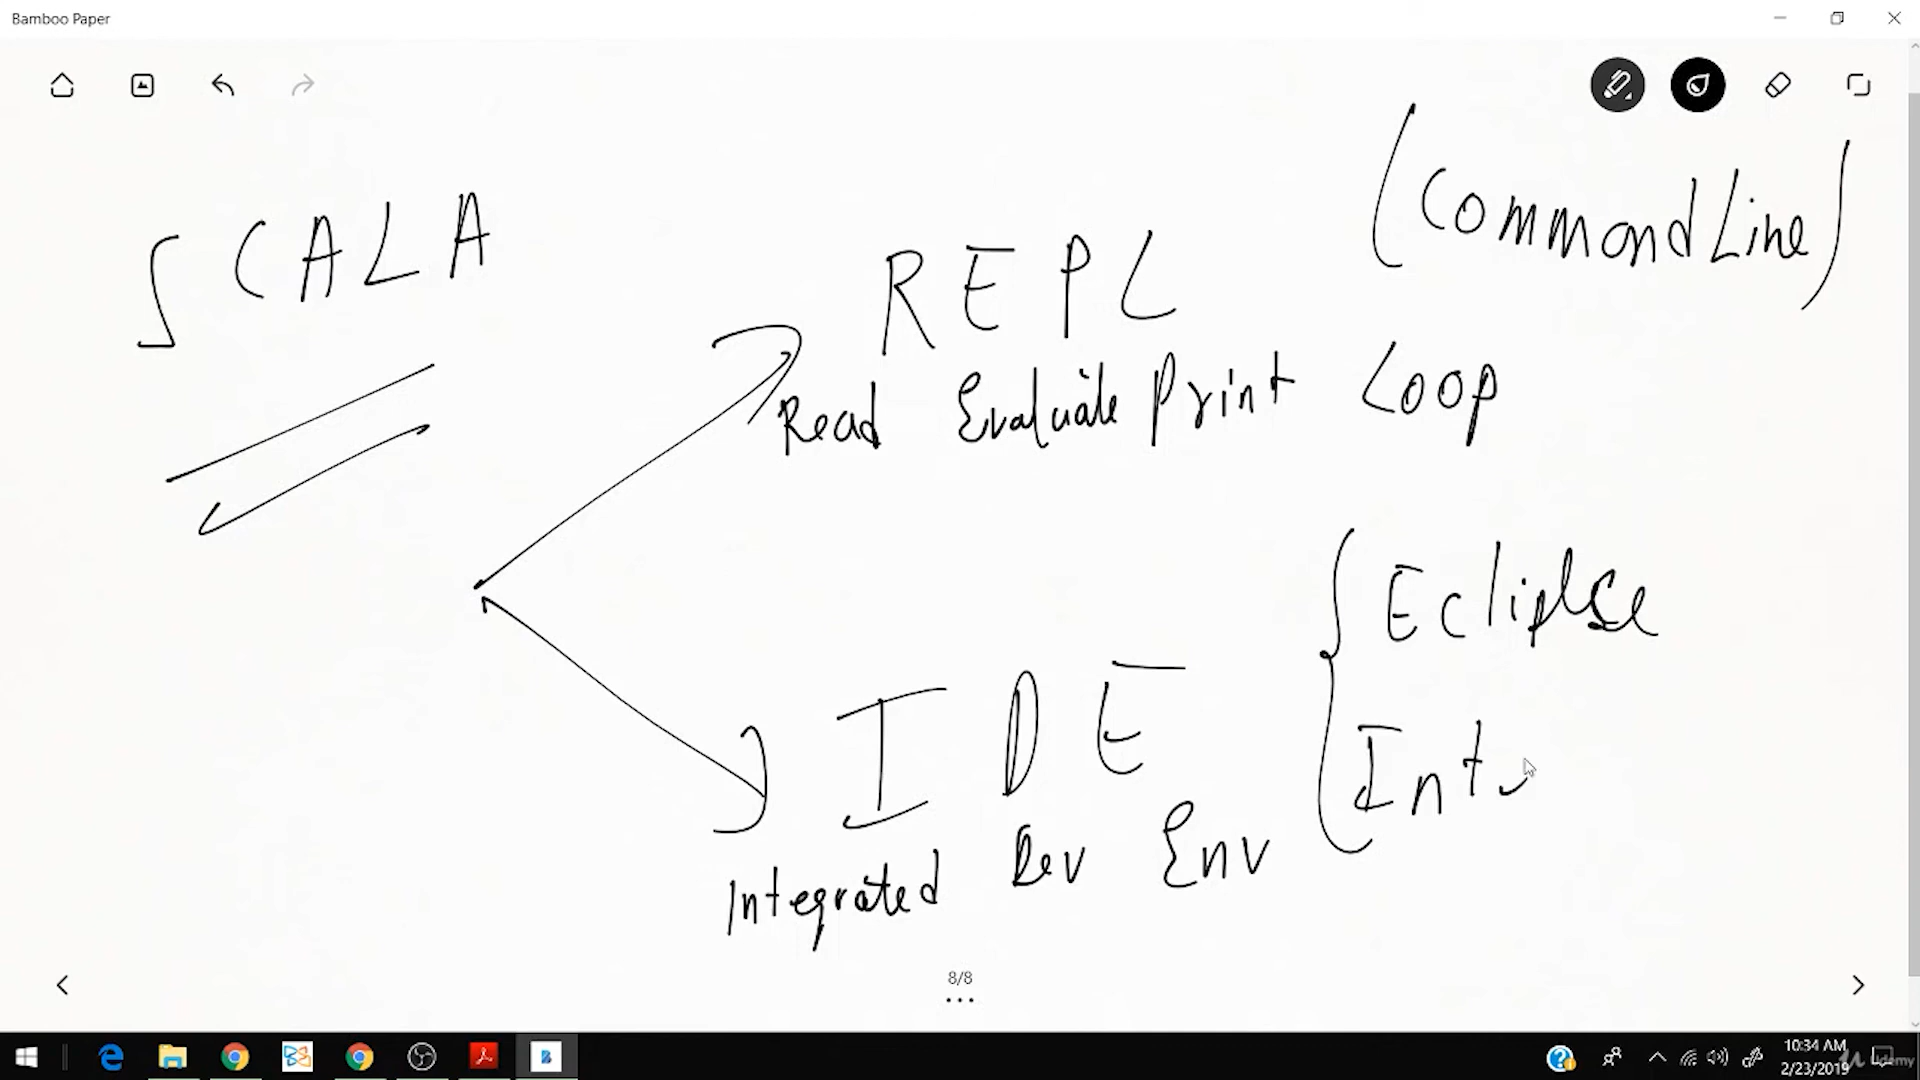 Bamboo Paper
SCALA
(CommandLine)
REPL
Read Evaluate Print Loop
Eclipse
IDE
Int
Integrated Dev Env
8/8
10:34 AM
2/23/2019
Udemy